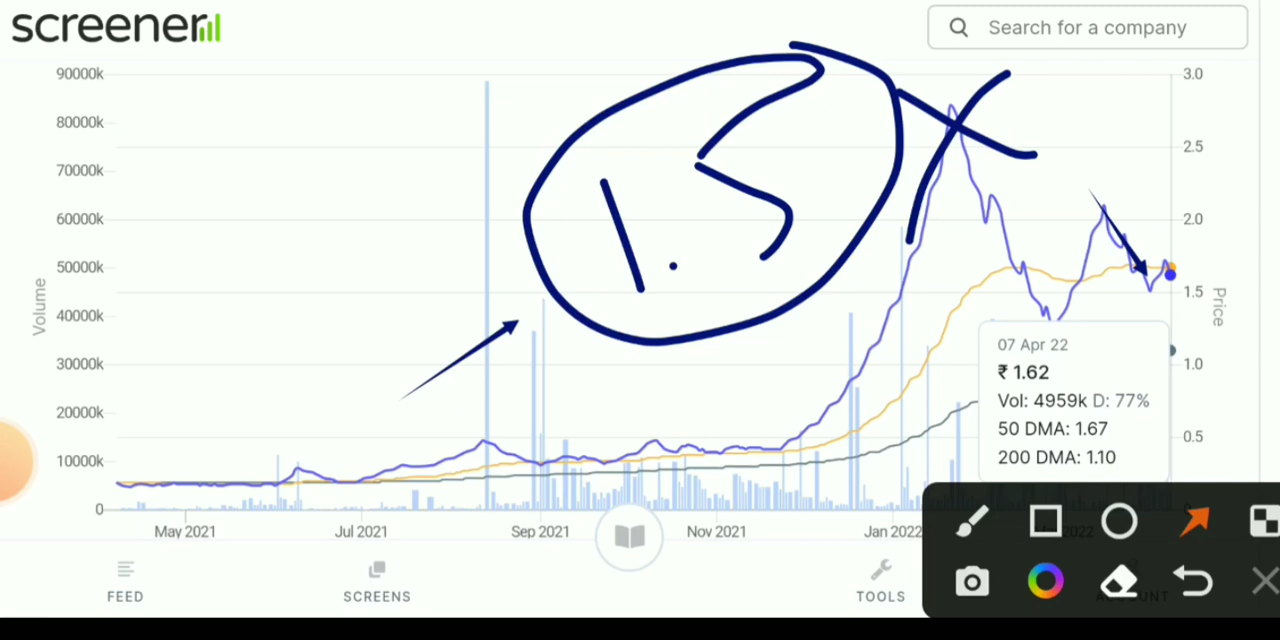 screener
Search for a company
90000k
80000k
70000k
60000k
50000k
40000k
30000k
20000k
10000k
0
Volume
3.0
2.5
2.0
1.5
1.0
0.5
Price
1.5x
07 Apr 22
₹ 1.62
Vol: 4959k D: 77%
50 DMA: 1.67
200 DMA: 1.10
May 2021
Jul 2021
Sep 2021
Nov 2021
Jan 2022
2022
FEED
SCREENS
TOOLS
ACCOUNT